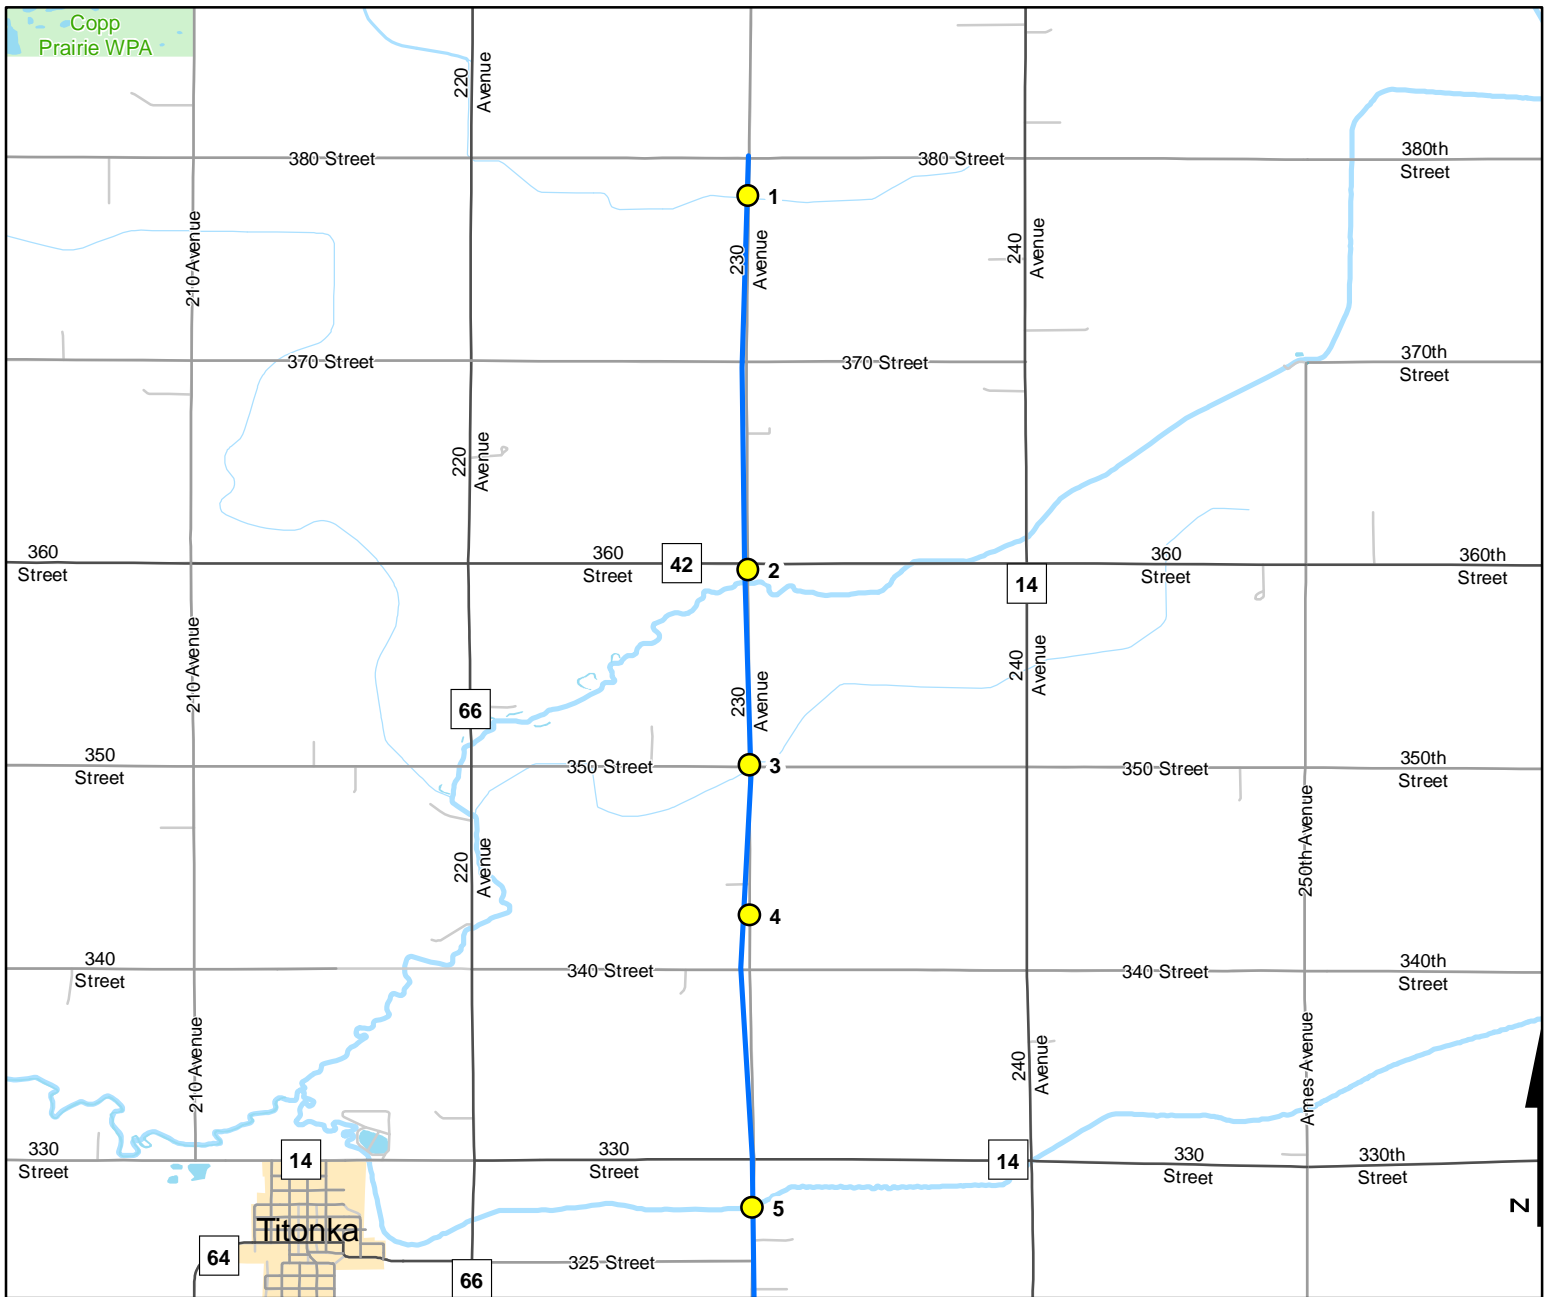 Copp
Prairie WPA
220
Avenue
380 Street
380 Street
380th
Street
1
210 Avenue
230
Avenue
240
Avenue
370 Street
370 Street
370th
Street
220
Avenue
360
Street
360
Street
42
2
14
360
Street
360th
Street
210 Avenue
66
230
Avenue
240
Avenue
350
Street
350 Street
3
350 Street
350th
Street
220
Avenue
250th Avenue
4
340
Street
340 Street
340 Street
340th
Street
210 Avenue
240
Avenue
Ames Avenue
330
Street
14
330
Street
14
330
Street
330th
Street
5
N
Titonka
64
66
325 Street